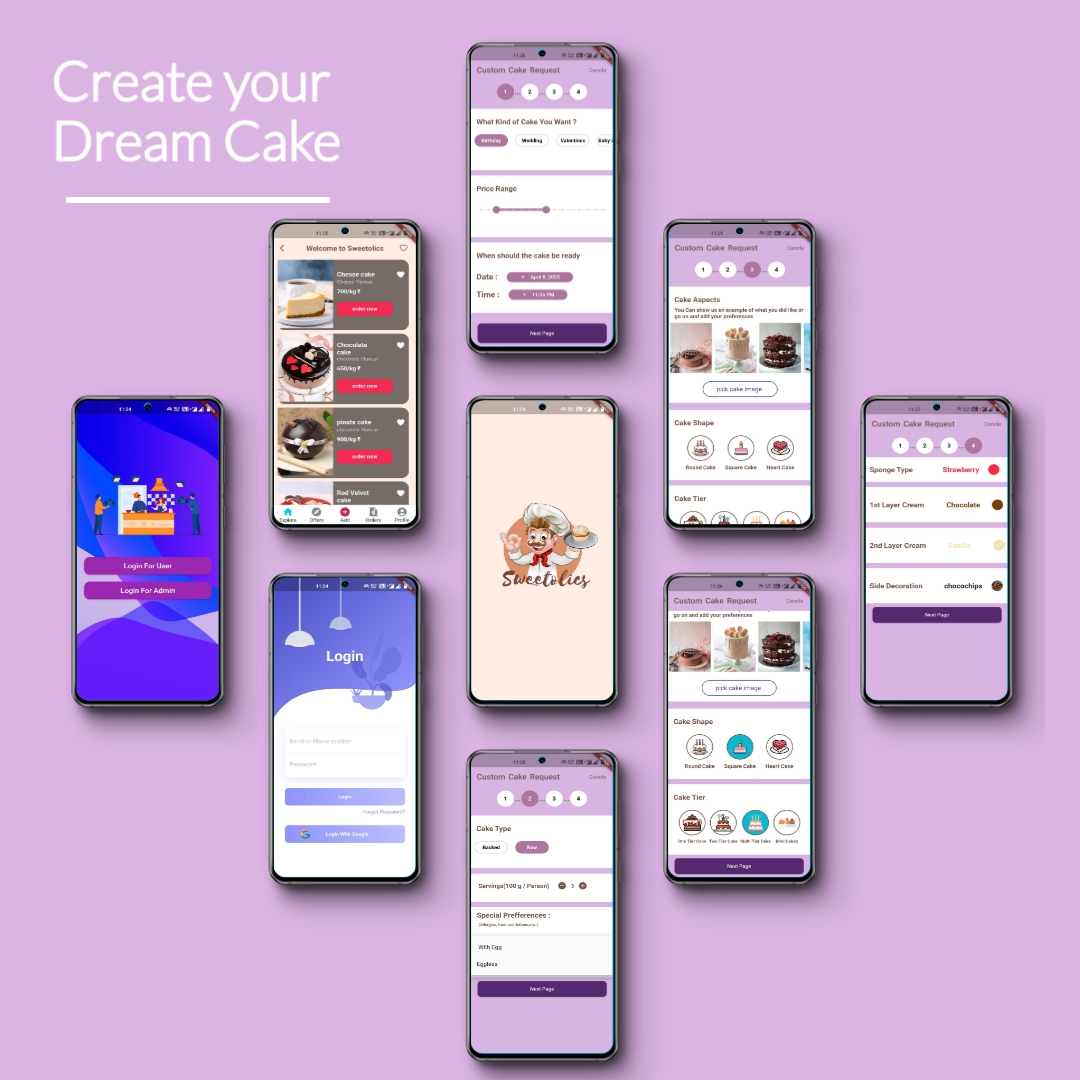 Create your
Dream Cake
11:26
Custom Cake Request
Cancle
1 2 3 4
What Kind of Cake You Want ?
Birthday Wedding Valentines Baby
Price Range
When should the cake be ready
Date : April 8, 2023
Time : 11:25 PM
Next Page
11:25
Welcome to Sweetolics
Chesse cake
Chesse Flavour
700/kg ₹
order now
Chocolate
cake
chocolate Flavour
650/kg ₹
order now
pinata cake
chocolate Flavour
900/kg ₹
order now
Red Velvet
cake
Explore Offers Add Orders Profile
11:26
Custom Cake Request
Cancle
1 2 3 4
Cake Aspects
You Can show us an example of what you did like or
go on and add your preferences
pick cake image
Cake Shape
Round Cake Square Cake Heart Cake
Cake Tier
11:24
Login For User
Login For Admin
Sweetolics
11:27
Custom Cake Request
Cancle
1 2 3 4
Sponge Type Strawberry
1st Layer Cream Chocolate
2nd Layer Cream Vanilla
Side Decoration chocochips
Next Page
11:24
Login
Email or Phone number
Password
Login
Forgot Password?
Login With Google
11:26
Custom Cake Request
Cancle
go on and add your preferences
pick cake image
Cake Shape
Round Cake Square Cake Heart Cake
Cake Tier
One Tier Cake Two Tier Cake Multi Tier Cake Mini Cakes
Next Page
11:26
Custom Cake Request
Cancle
1 2 3 4
Cake Type
Backed Raw
Servings(100 g / Person) 3
Special Prefferences :
With Egg
Eggless
Next Page